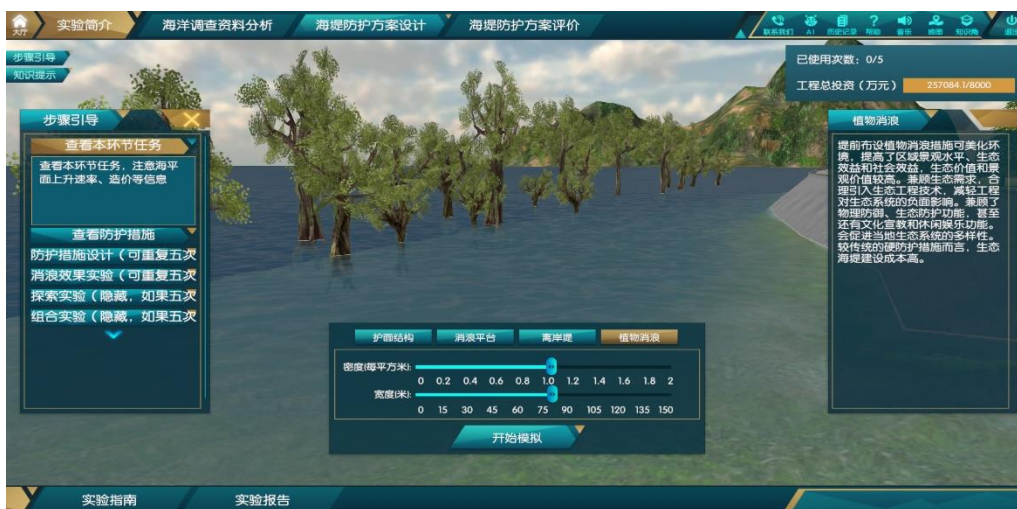 实验简介
海洋调查资料分析
海堤防护方案设计
海堤防护方案评价
大厅
联系我们
AI
历史记录
帮助
音乐
地图
知识角
退出
步骤引导
知识提示
已使用次数：0/5
工程总投资（万元）
257084.1/8000
步骤引导
查看本环节任务
查看本环节任务，注意海平
面上升速率、造价等信息
查看防护措施
防护措施设计（可重复五次
消浪效果实验（可重复五次
探索实验（隐藏，如果五次
组合实验（隐藏，如果五次
植物消浪
堤前布设植物消浪措施可美化环
境，提高了区域景观水平、生态
效益和社会效益，生态价值和景
观价值较高。兼顾生态需求，合
理引入生态工程技术，减轻工程
对生态系统的负面影响。兼顾了
物理防御、生态防护功能，甚至
还有文化宣教和休闲娱乐功能。
会促进当地生态系统的多样性。
较传统的硬防护措施而言，生态
海堤建设成本高。
护面结构
消浪平台
离岸堤
植物消浪
密度(每平方米):
0 0.2 0.4 0.6 0.8 1.0 1.2 1.4 1.6 1.8 2
宽度(米):
0 15 30 45 60 75 90 105 120 135 150
开始模拟
实验指南
实验报告